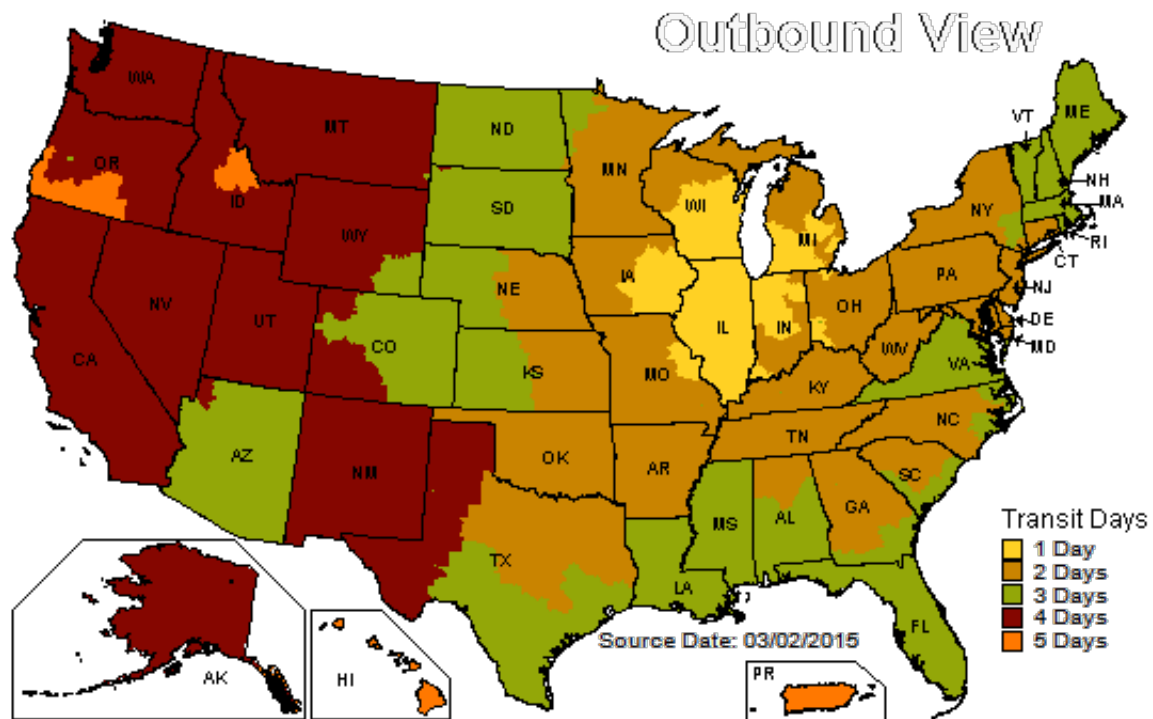 Outbound View
WA
MT
ND
MN
VT
ME
OR
ID
SD
WI
MI
NY
NH
MA
RI
CT
WY
IA
NE
PA
NJ
NV
UT
CO
IL
IN
OH
DE
MD
CA
KS
MO
WV
VA
KY
AZ
NM
OK
AR
TN
NC
SC
MS
AL
GA
TX
LA
FL
AK
HI
PR
Transit Days
1 Day
2 Days
3 Days
4 Days
5 Days
Source Date: 03/02/2015